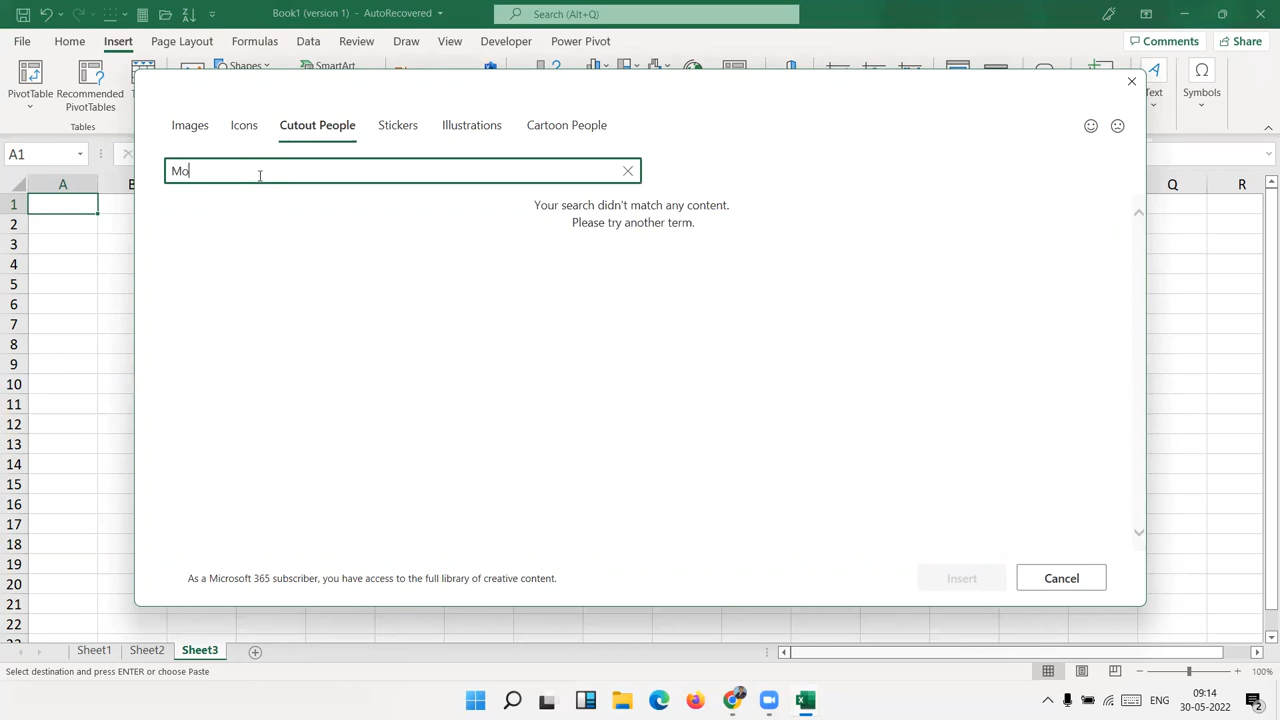 Book1 (version 1) - AutoRecovered
Search (Alt+Q)
File Home Insert Page Layout Formulas Data Review Draw View Developer Power Pivot
Comments Share
PivotTable Recommended PivotTables
Shapes SmartArt
Text Symbols
Tables
Images Icons Cutout People Stickers Illustrations Cartoon People
A1
Mo
A B Q R
Your search didn't match any content.
Please try another term.
1
2
3
4
5
6
7
8
9
10
11
12
13
14
15
16
17
18
19
20
21
22
As a Microsoft 365 subscriber, you have access to the full library of creative content.
Insert Cancel
Sheet1 Sheet2 Sheet3
Select destination and press ENTER or choose Paste
100%
ENG
09:14
30-05-2022
2